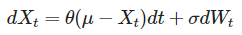 dX_t = θ(μ − X_t)dt + σdW_t